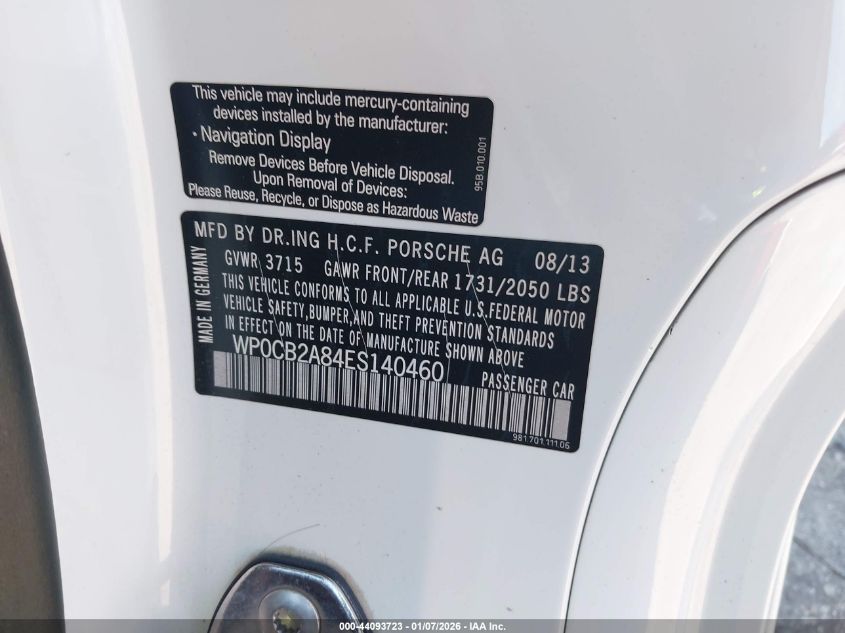 This vehicle may include mercury-containing
devices installed by the manufacturer:
· Navigation Display
Remove Devices Before Vehicle Disposal.
Upon Removal of Devices:
Please Reuse, Recycle, or Dispose as Hazardous Waste
95B.010.001
MFD BY DR.ING H.C.F. PORSCHE AG 08/13
GVWR 3715 GAWR FRONT/REAR 1731/2050 LBS
THIS VEHICLE CONFORMS TO ALL APPLICABLE U.S.FEDERAL MOTOR
VEHICLE SAFETY,BUMPER,AND THEFT PREVENTION STANDARDS
IN EFFECT ON THE DATE OF MANUFACTURE SHOWN ABOVE
WP0CB2A84ES140460 PASSENGER CAR
MADE IN GERMANY
981.701.111.06
000-44093723 - 01/07/2026 - IAA Inc.